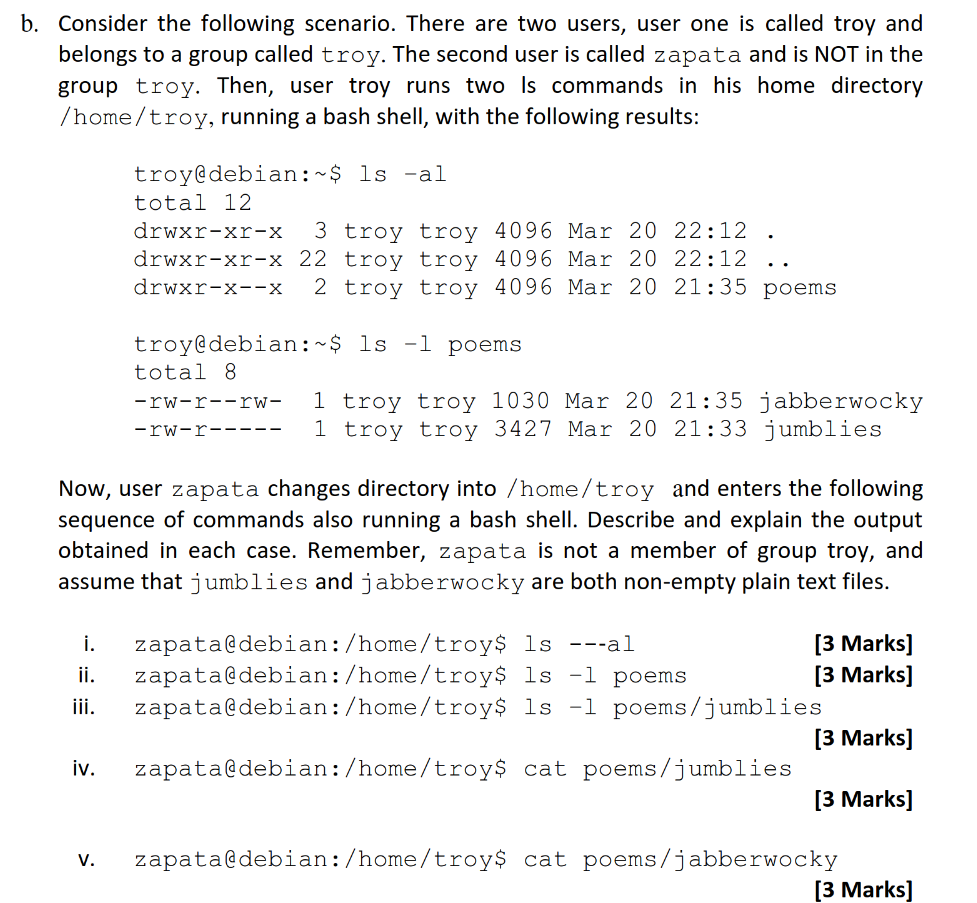 b. Consider the following scenario. There are two users, user one is called troy and
belongs to a group called troy. The second user is called zapata and is NOT in the
group troy. Then, user troy runs two ls commands in his home directory
/home/troy, running a bash shell, with the following results:
troy@debian:~$ ls -al
total 12
drwxr-xr-x 3 troy troy 4096 Mar 20 22:12 .
drwxr-xr-x 22 troy troy 4096 Mar 20 22:12 ..
drwxr-x--x 2 troy troy 4096 Mar 20 21:35 poems
troy@debian:~$ ls -l poems
total 8
-rw-r--rw- 1 troy troy 1030 Mar 20 21:35 jabberwocky
-rw-r----- 1 troy troy 3427 Mar 20 21:33 jumblies
Now, user zapata changes directory into /home/troy and enters the following
sequence of commands also running a bash shell. Describe and explain the output
obtained in each case. Remember, zapata is not a member of group troy, and
assume that jumblies and jabberwocky are both non-empty plain text files.
i. zapata@debian:/home/troy$ ls ---al [3 Marks]
ii. zapata@debian:/home/troy$ ls -l poems [3 Marks]
iii. zapata@debian:/home/troy$ ls -l poems/jumblies
[3 Marks]
iv. zapata@debian:/home/troy$ cat poems/jumblies
[3 Marks]
v. zapata@debian:/home/troy$ cat poems/jabberwocky
[3 Marks]